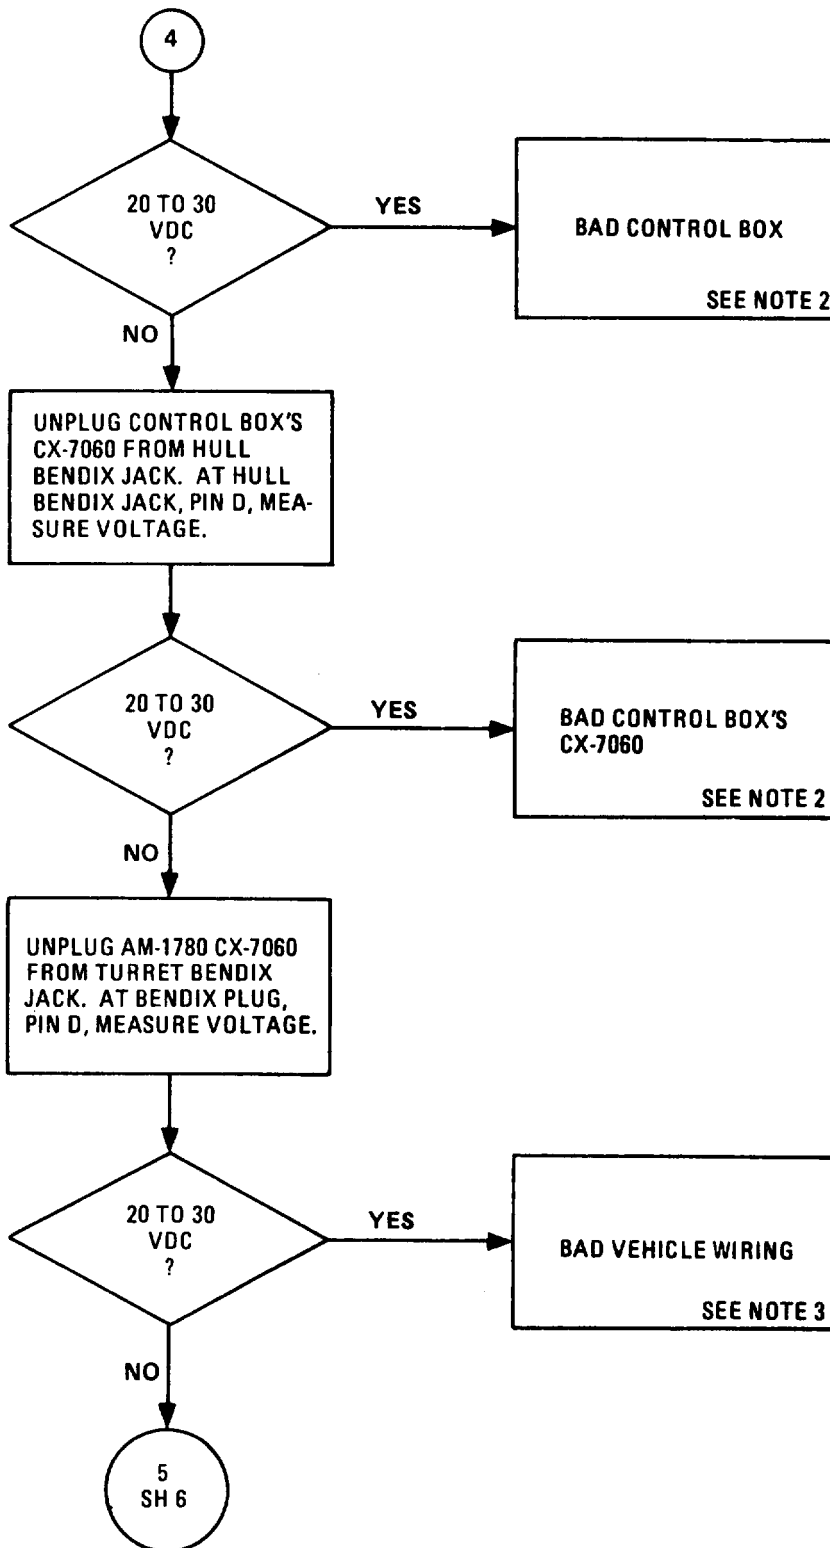 4
20 TO 30
VDC
?
YES
BAD CONTROL BOX
SEE NOTE 2
NO
UNPLUG CONTROL BOX'S
CX-7060 FROM HULL
BENDIX JACK. AT HULL
BENDIX JACK, PIN D, MEA-
SURE VOLTAGE.
20 TO 30
VDC
?
YES
BAD CONTROL BOX'S
CX-7060
SEE NOTE 2
NO
UNPLUG AM-1780 CX-7060
FROM TURRET BENDIX
JACK. AT BENDIX PLUG,
PIN D, MEASURE VOLTAGE.
20 TO 30
VDC
?
YES
BAD VEHICLE WIRING
SEE NOTE 3
NO
5
SH 6